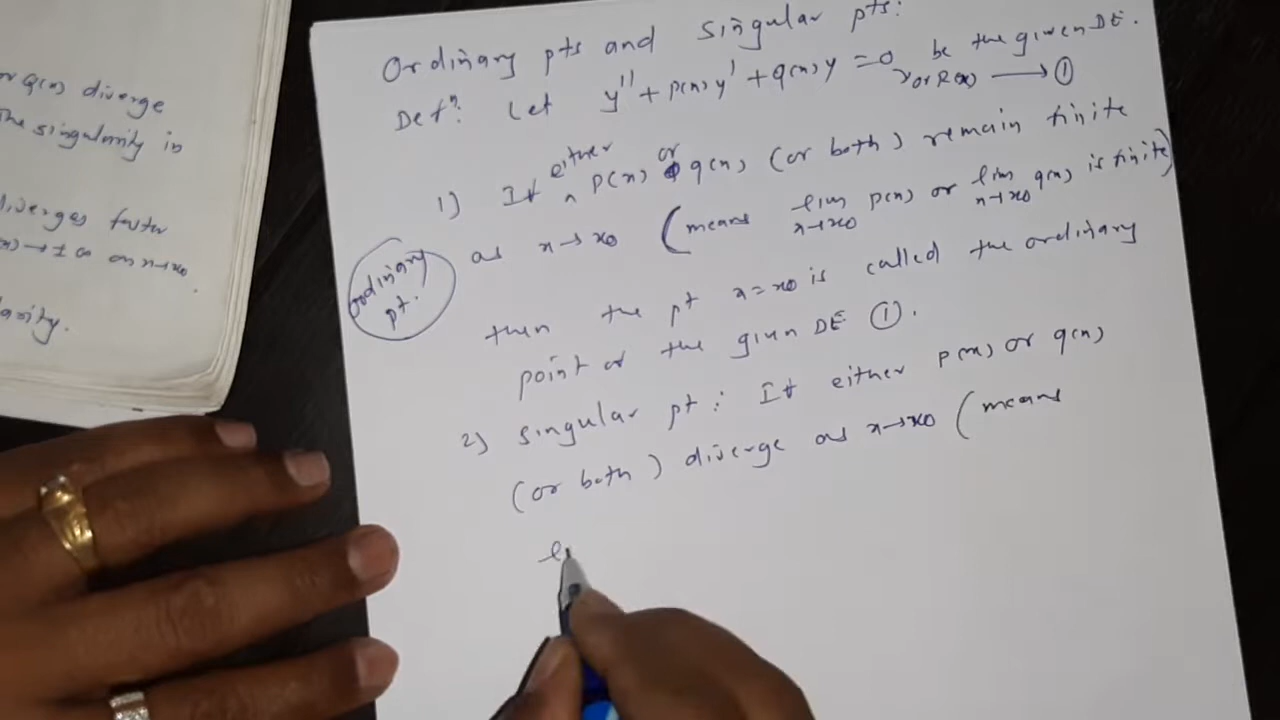 or q(x) diverge
the singularity in
diverges faster
as x→x0.
arity.
Ordinary pts and singular pts:
Defⁿ: Let y'' + p(x) y' + q(x) y = 0 be the given DE.
or R(x) ⟶ ①
either or
1) If ^ p(x) q(x) (or both) remain finite
as x→x0 (means lim x→x0 p(x) or lim x→x0 q(x) is finite)
ordinary pt.
then the pt x=x0 is called the ordinary
point of the given DE ①.
2) singular pt: If either p(x) or q(x)
(or both) diverge as x→x0 (means